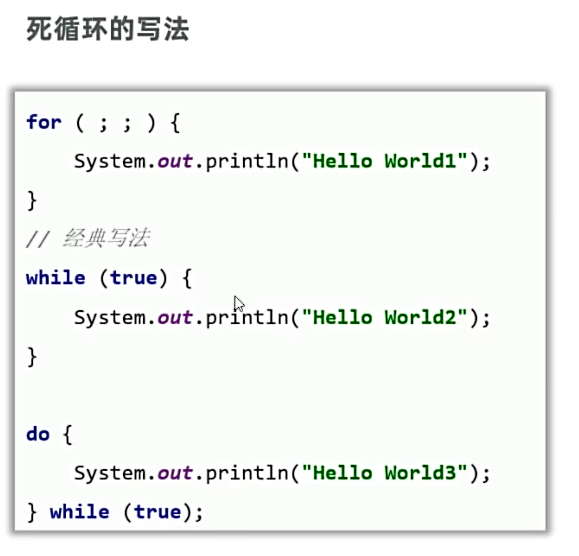 死循环的写法
for ( ; ; ) {
    System.out.println("Hello World1");
}
// 经典写法
while (true) {
    System.out.println("Hello World2");
}
do {
    System.out.println("Hello World3");
} while (true);